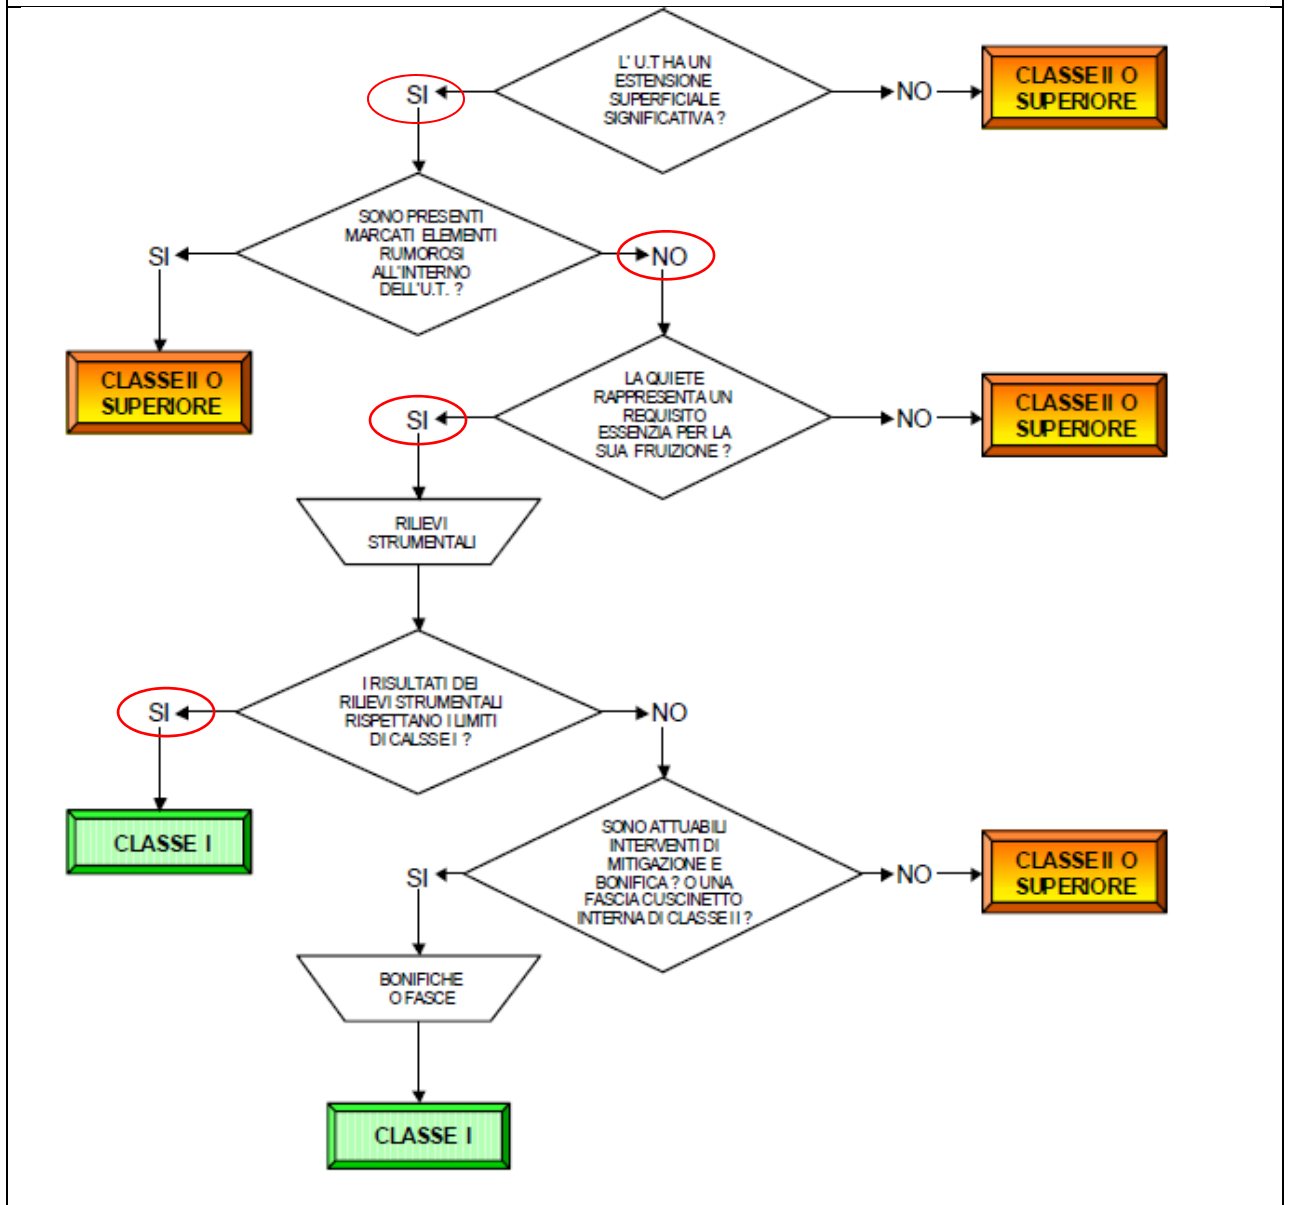 L' U.T HA UN
ESTENSIONE
SUPERFICIALE
SIGNIFICATIVA ?
SI
NO
CLASSE II O
SUPERIORE
SONO PRESENTI
MARCATI ELEMENTI
RUMOROSI
ALL'INTERNO
DELL'U.T. ?
SI
NO
CLASSE II O
SUPERIORE
LA QUIETE
RAPPRESENTA UN
REQUISITO
ESSENZIA PER LA
SUA FRUIZIONE ?
SI
NO
CLASSE II O
SUPERIORE
RILIEVI
STRUMENTALI
I RISULTATI DEI
RILIEVI STRUMENTALI
RISPETTANO I LIMITI
DI CALSSE I ?
SI
NO
CLASSE I
SONO ATTUABILI
INTERVENTI DI
MITIGAZIONE E
BONIFICA ? O UNA
FASCIA CUSCINETTO
INTERNA DI CLASSE II ?
SI
NO
CLASSE II O
SUPERIORE
BONIFICHE
O FASCE
CLASSE I